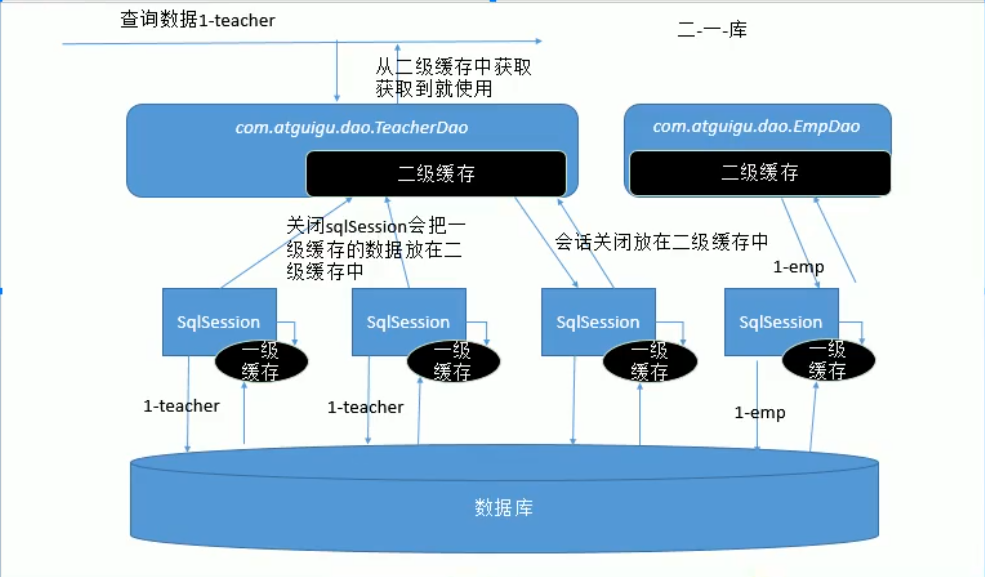 查询数据1-teacher
二-一-库
从二级缓存中获取
获取到就使用
com.atguigu.dao.TeacherDao
com.atguigu.dao.EmpDao
二级缓存
二级缓存
关闭sqlSession会把一
级缓存的数据放在二
级缓存中
会话关闭放在二级缓存中
1-emp
SqlSession
SqlSession
SqlSession
SqlSession
一级
缓存
一级
缓存
一级
缓存
一级
缓存
1-teacher
1-teacher
1-emp
数据库